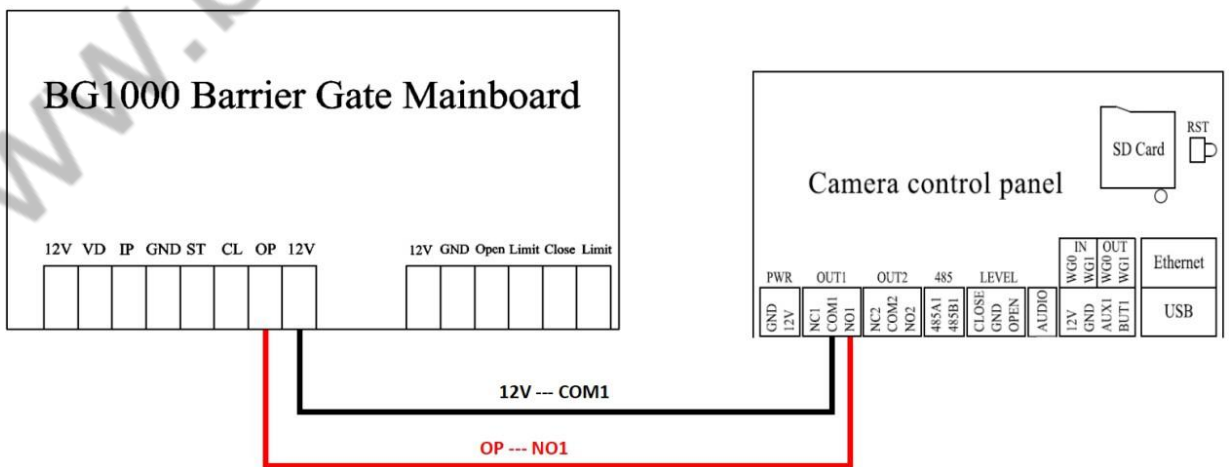 www.b
BG1000 Barrier Gate Mainboard
12V VD IP GND ST CL OP 12V
12V GND Open Limit Close Limit
Camera control panel
SD Card
RST
PWR OUT1 OUT2 485 LEVEL
IN OUT
WG0 WG1 WG0 WG1
GND 12V NC1 COM1 NO1 NC2 COM2 NO2 485A1 485B1 CLOSE GND OPEN AUDIO 12V GND AUX1 BUT1
Ethernet
USB
12V --- COM1
OP --- NO1